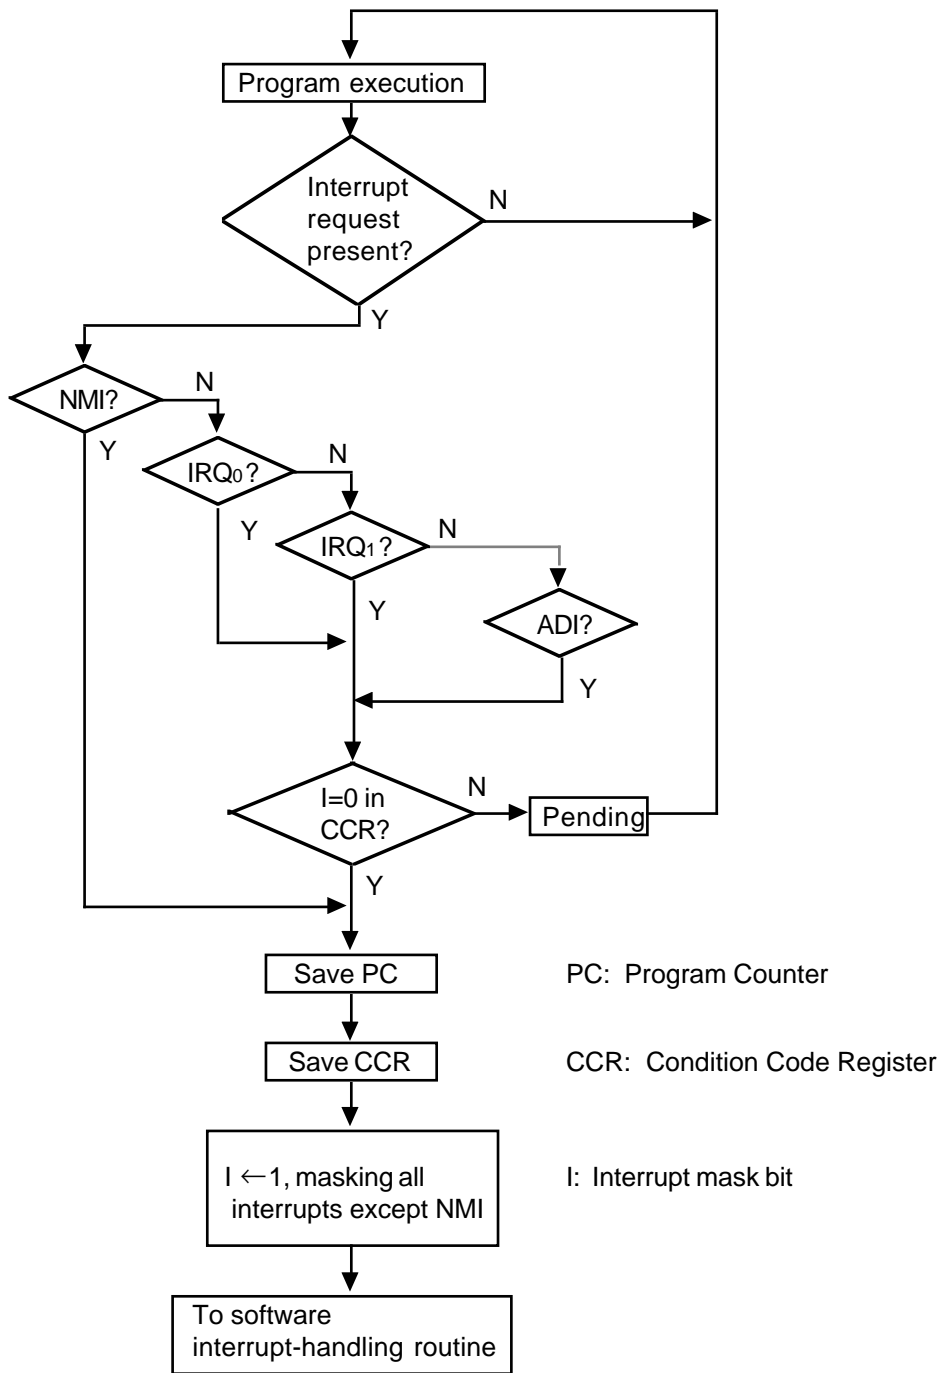 Program execution
Interrupt
request
present?
N
Y
NMI?
N
Y
IRQ0?
N
Y
IRQ1?
N
Y
ADI?
Y
I=0 in
CCR?
N
Pending
Y
Save PC
PC: Program Counter
Save CCR
CCR: Condition Code Register
I ←1, masking all
interrupts except NMI
I: Interrupt mask bit
To software
interrupt-handling routine